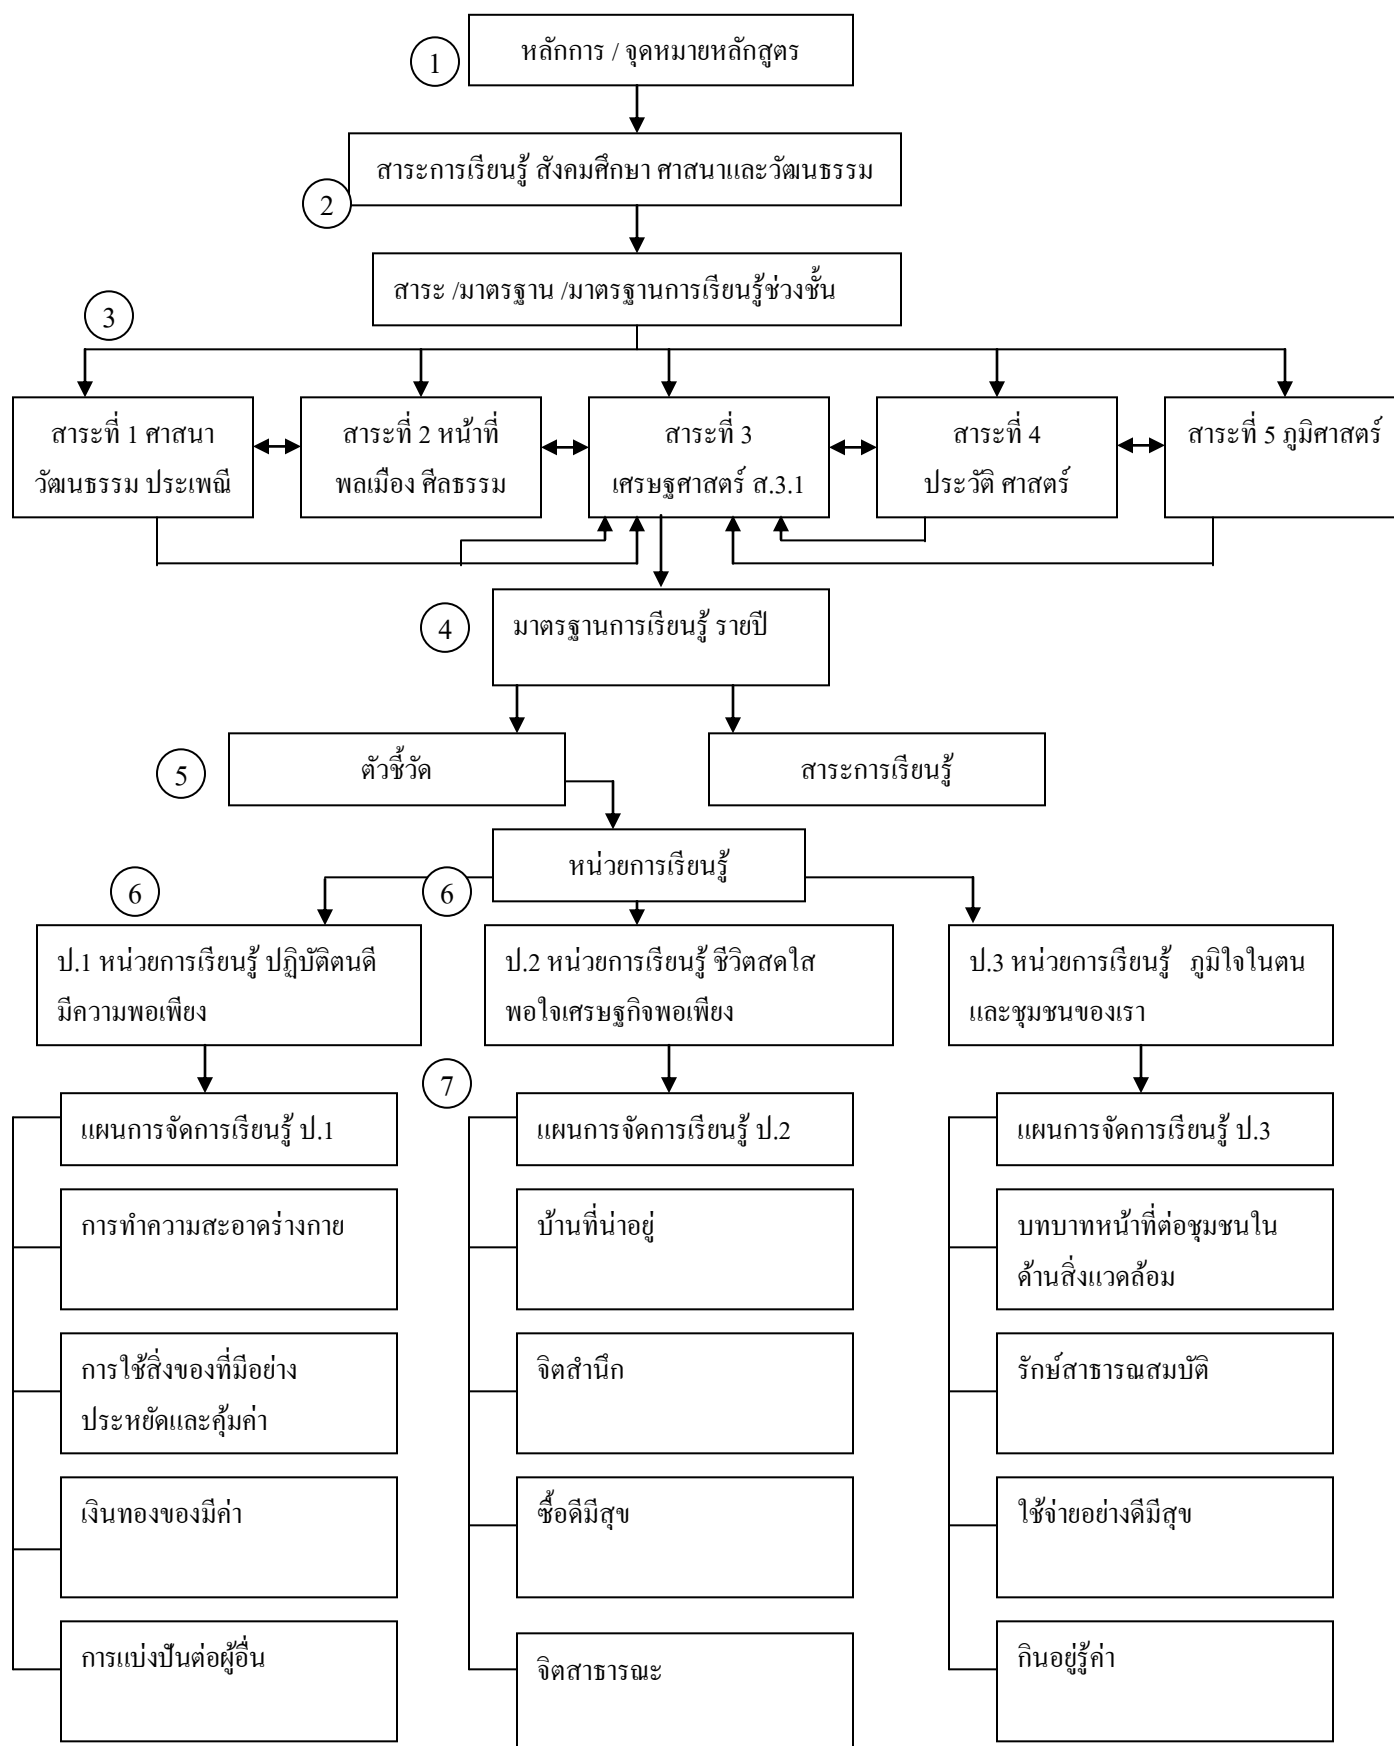 หลักการ / จุดหมายหลักสูตร
1
สาระการเรียนรู้ สังคมศึกษา ศาสนาและวัฒนธรรม
2
สาระ /มาตรฐาน /มาตรฐานการเรียนรู้ช่วงชั้น
3
สาระที่ 1 ศาสนา
วัฒนธรรม ประเพณี
สาระที่ 2 หน้าที่
พลเมือง ศีลธรรม
สาระที่ 3
เศรษฐศาสตร์ ส.3.1
สาระที่ 4
ประวัติ ศาสตร์
สาระที่ 5 ภูมิศาสตร์
4
มาตรฐานการเรียนรู้ รายปี
5
ตัวชี้วัด
สาระการเรียนรู้
หน่วยการเรียนรู้
6
6
ป.1 หน่วยการเรียนรู้ ปฏิบัติตนดี
มีความพอเพียง
ป.2 หน่วยการเรียนรู้ ชีวิตสดใส
พอใจเศรษฐกิจพอเพียง
ป.3 หน่วยการเรียนรู้ ภูมิใจในตน
และชุมชนของเรา
7
แผนการจัดการเรียนรู้ ป.1
การทำความสะอาดร่างกาย
การใช้สิ่งของที่มีอย่าง
ประหยัดและคุ้มค่า
เงินทองของมีค่า
การแบ่งปันต่อผู้อื่น
แผนการจัดการเรียนรู้ ป.2
บ้านที่น่าอยู่
จิตสำนึก
ซื้อดีมีสุข
จิตสาธารณะ
แผนการจัดการเรียนรู้ ป.3
บทบาทหน้าที่ต่อชุมชนใน
ด้านสิ่งแวดล้อม
รักษ์สาธารณสมบัติ
ใช้จ่ายอย่างดีมีสุข
กินอยู่รู้ค่า